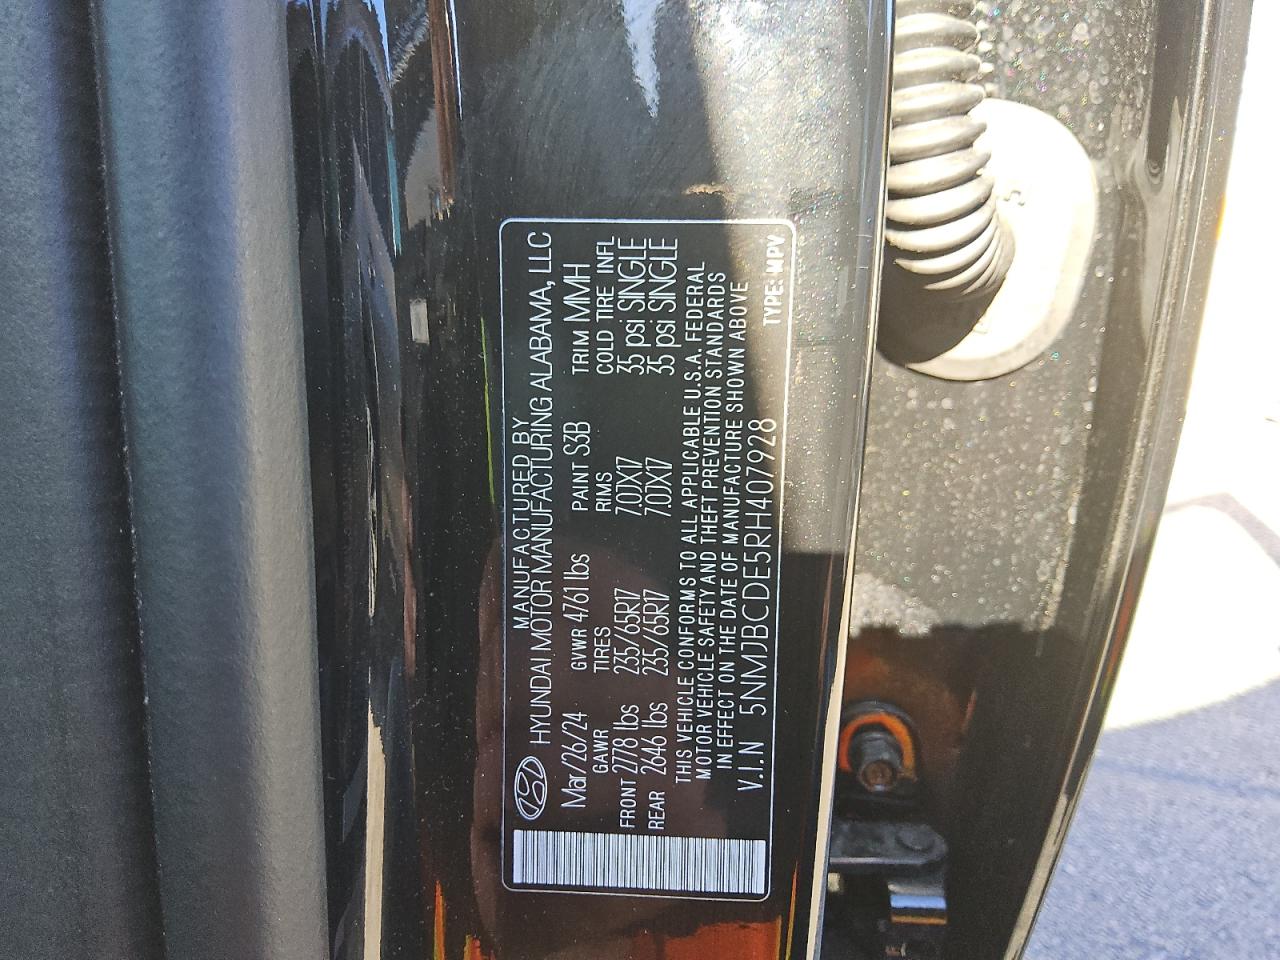 MANUFACTURED BY
HYUNDAI MOTOR MANUFACTURING ALABAMA, LLC
Mar/26/24 GVWR 4761 lbs PAINT S3B TRIM MMH
GAWR TIRES RIMS COLD TIRE INFL
FRONT 2778 lbs 235/65R17 7.0JX17 35 psi SINGLE
REAR 2646 lbs 235/65R17 7.0JX17 35 psi SINGLE
THIS VEHICLE CONFORMS TO ALL APPLICABLE U.S.A. FEDERAL
MOTOR VEHICLE SAFETY AND THEFT PREVENTION STANDARDS
IN EFFECT ON THE DATE OF MANUFACTURE SHOWN ABOVE
V.I.N 5NMJBCDE5RH407928 TYPE: MPV